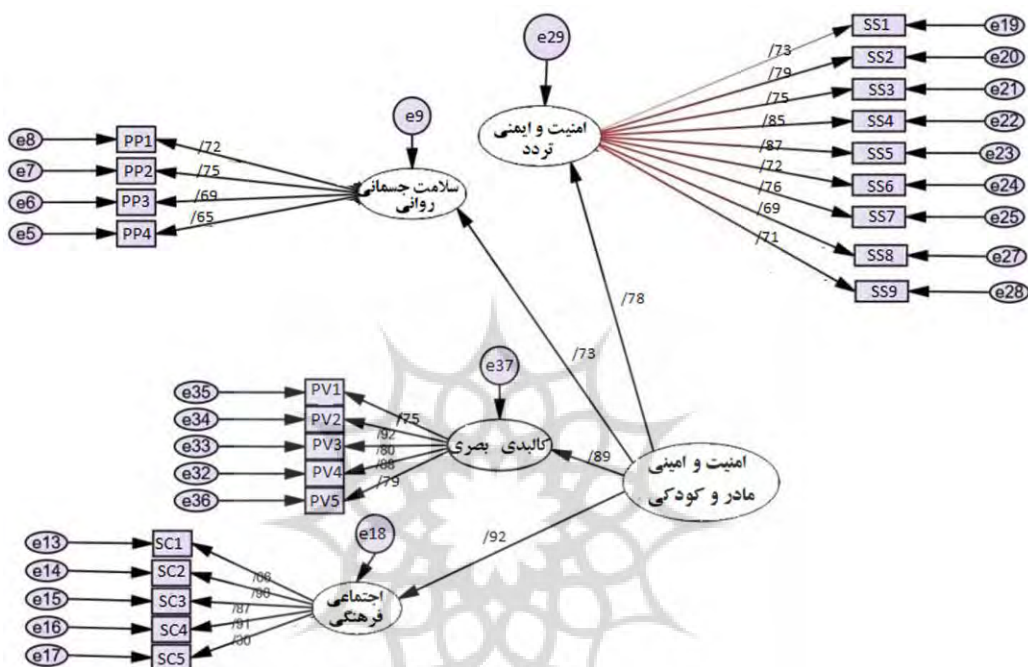 e29
e9
امنیت و ایمنی
تردد
سلامت جسمانی
روانی
SS1
e19
/73
SS2
e20
/79
SS3
e21
/75
SS4
e22
/85
SS5
e23
/87
SS6
e24
/72
SS7
e25
/76
SS8
e27
/69
SS9
e28
/71
e8
PP1
/72
e7
PP2
/75
e6
PP3
/69
e5
PP4
/65
/78
/73
e37
e35
PV1
/75
e34
PV2
/92
e33
PV3
/80
e32
PV4
/88
e36
PV5
/79
کالبدی بصری
/89
امنیت و امینی
مادر و کودکی
/92
e18
e13
SC1
e14
SC2
/90
e15
SC3
/87
e16
SC4
/91
e17
SC5
/30
اجتماعی
فرهنگی